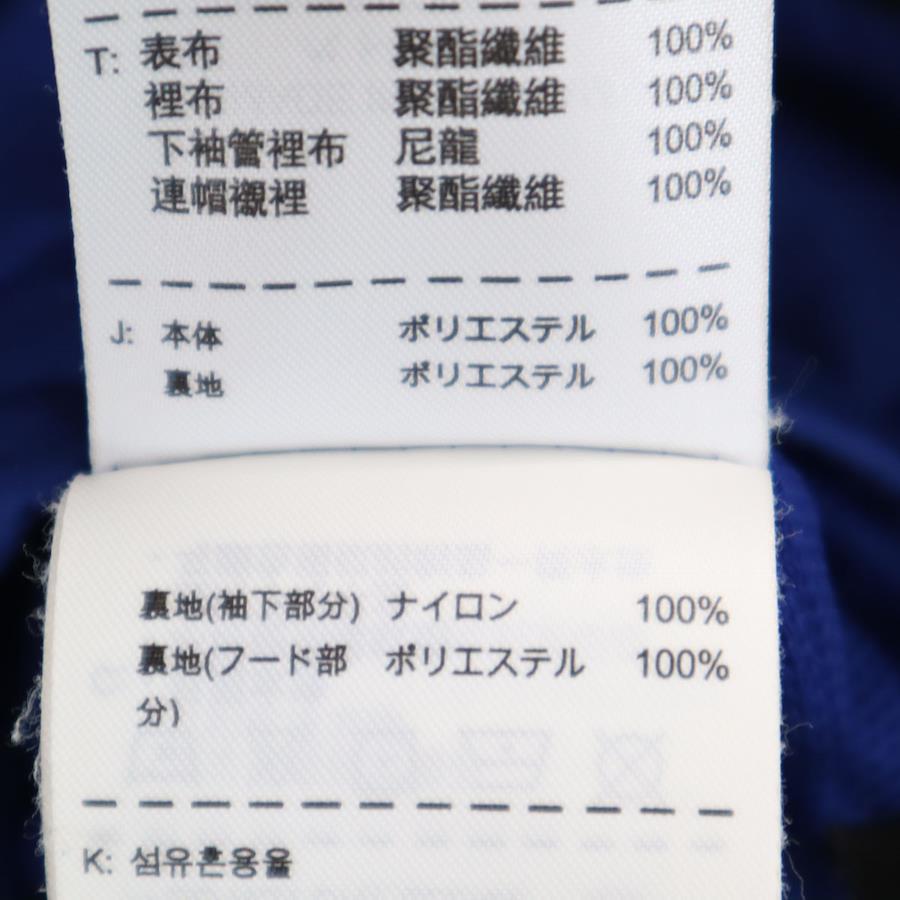 T: 表布 聚酯纖維 100%
裡布 聚酯纖維 100%
下袖管裡布 尼龍 100%
連帽襯裡 聚酯纖維 100%
J: 本体 ポリエステル 100%
裏地 ポリエステル 100%
裏地(袖下部分) ナイロン 100%
裏地(フード部 ポリエステル 100%
分)
K: 섬유혼용율